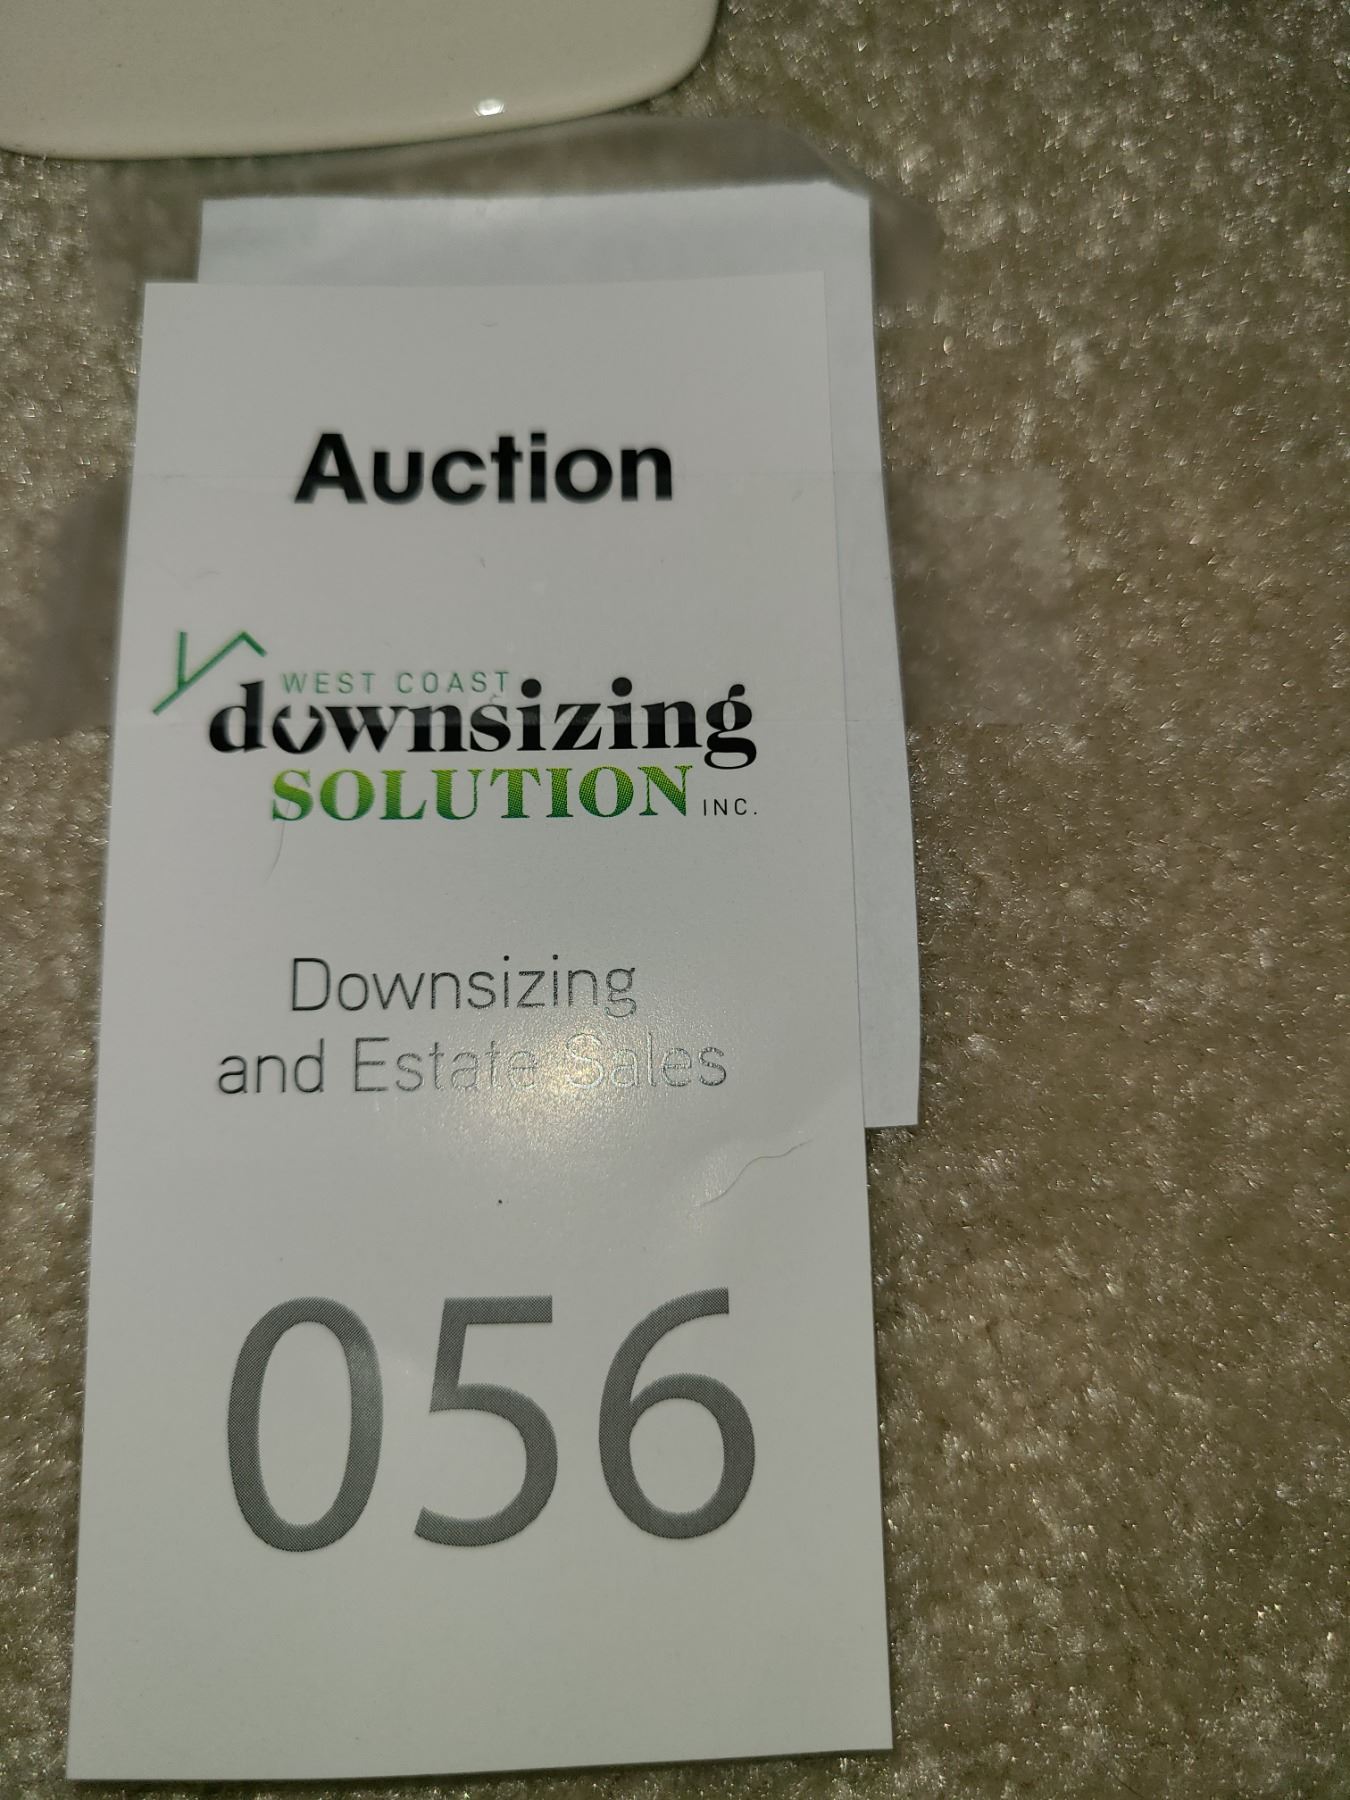 Auction
WEST COAST
downsizing
SOLUTION INC.
Downsizing
and Estate Sales
056